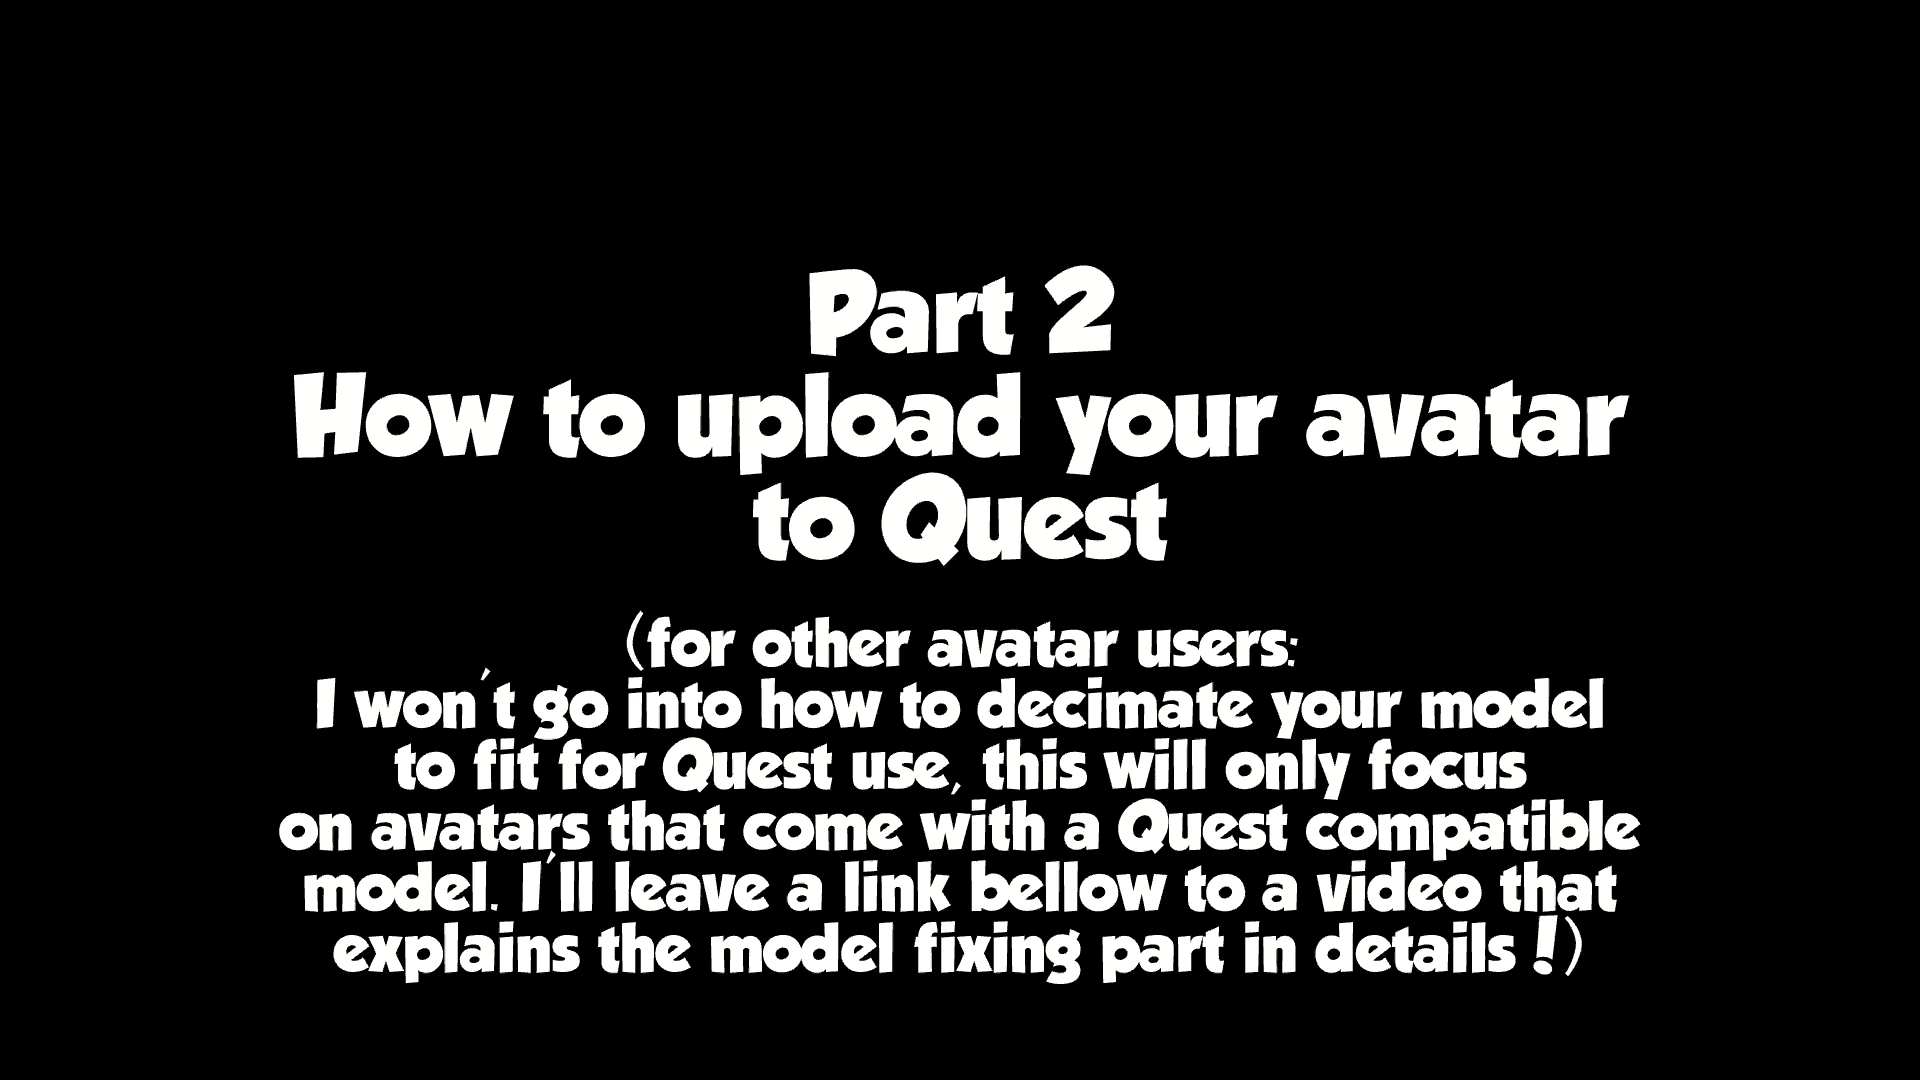 Part 2
How to upload your avatar
to Quest
(for other avatar users:
I won't go into how to decimate your model
to fit for Quest use, this will only focus
on avatars that come with a Quest compatible
model. I'll leave a link bellow to a video that
explains the model fixing part in details!)